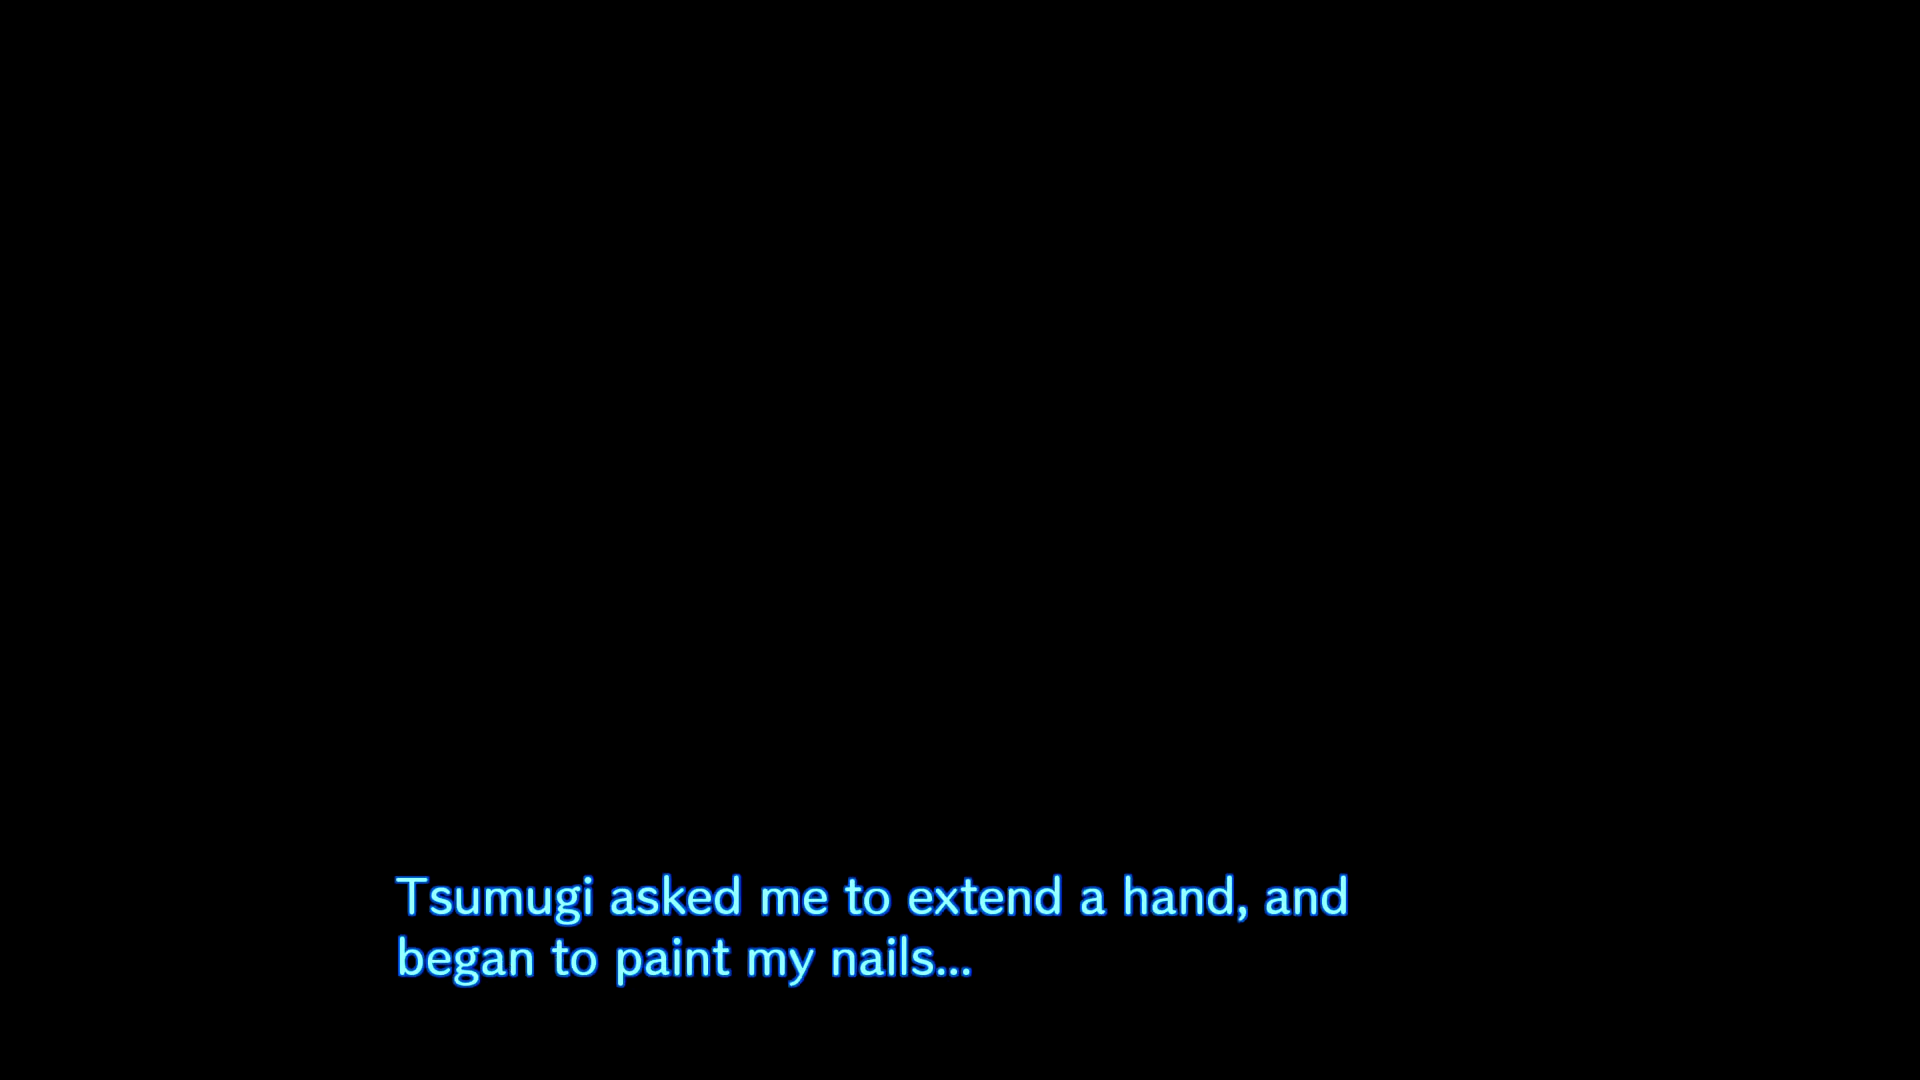 Tsumugi asked me to extend a hand, and
began to paint my nails...